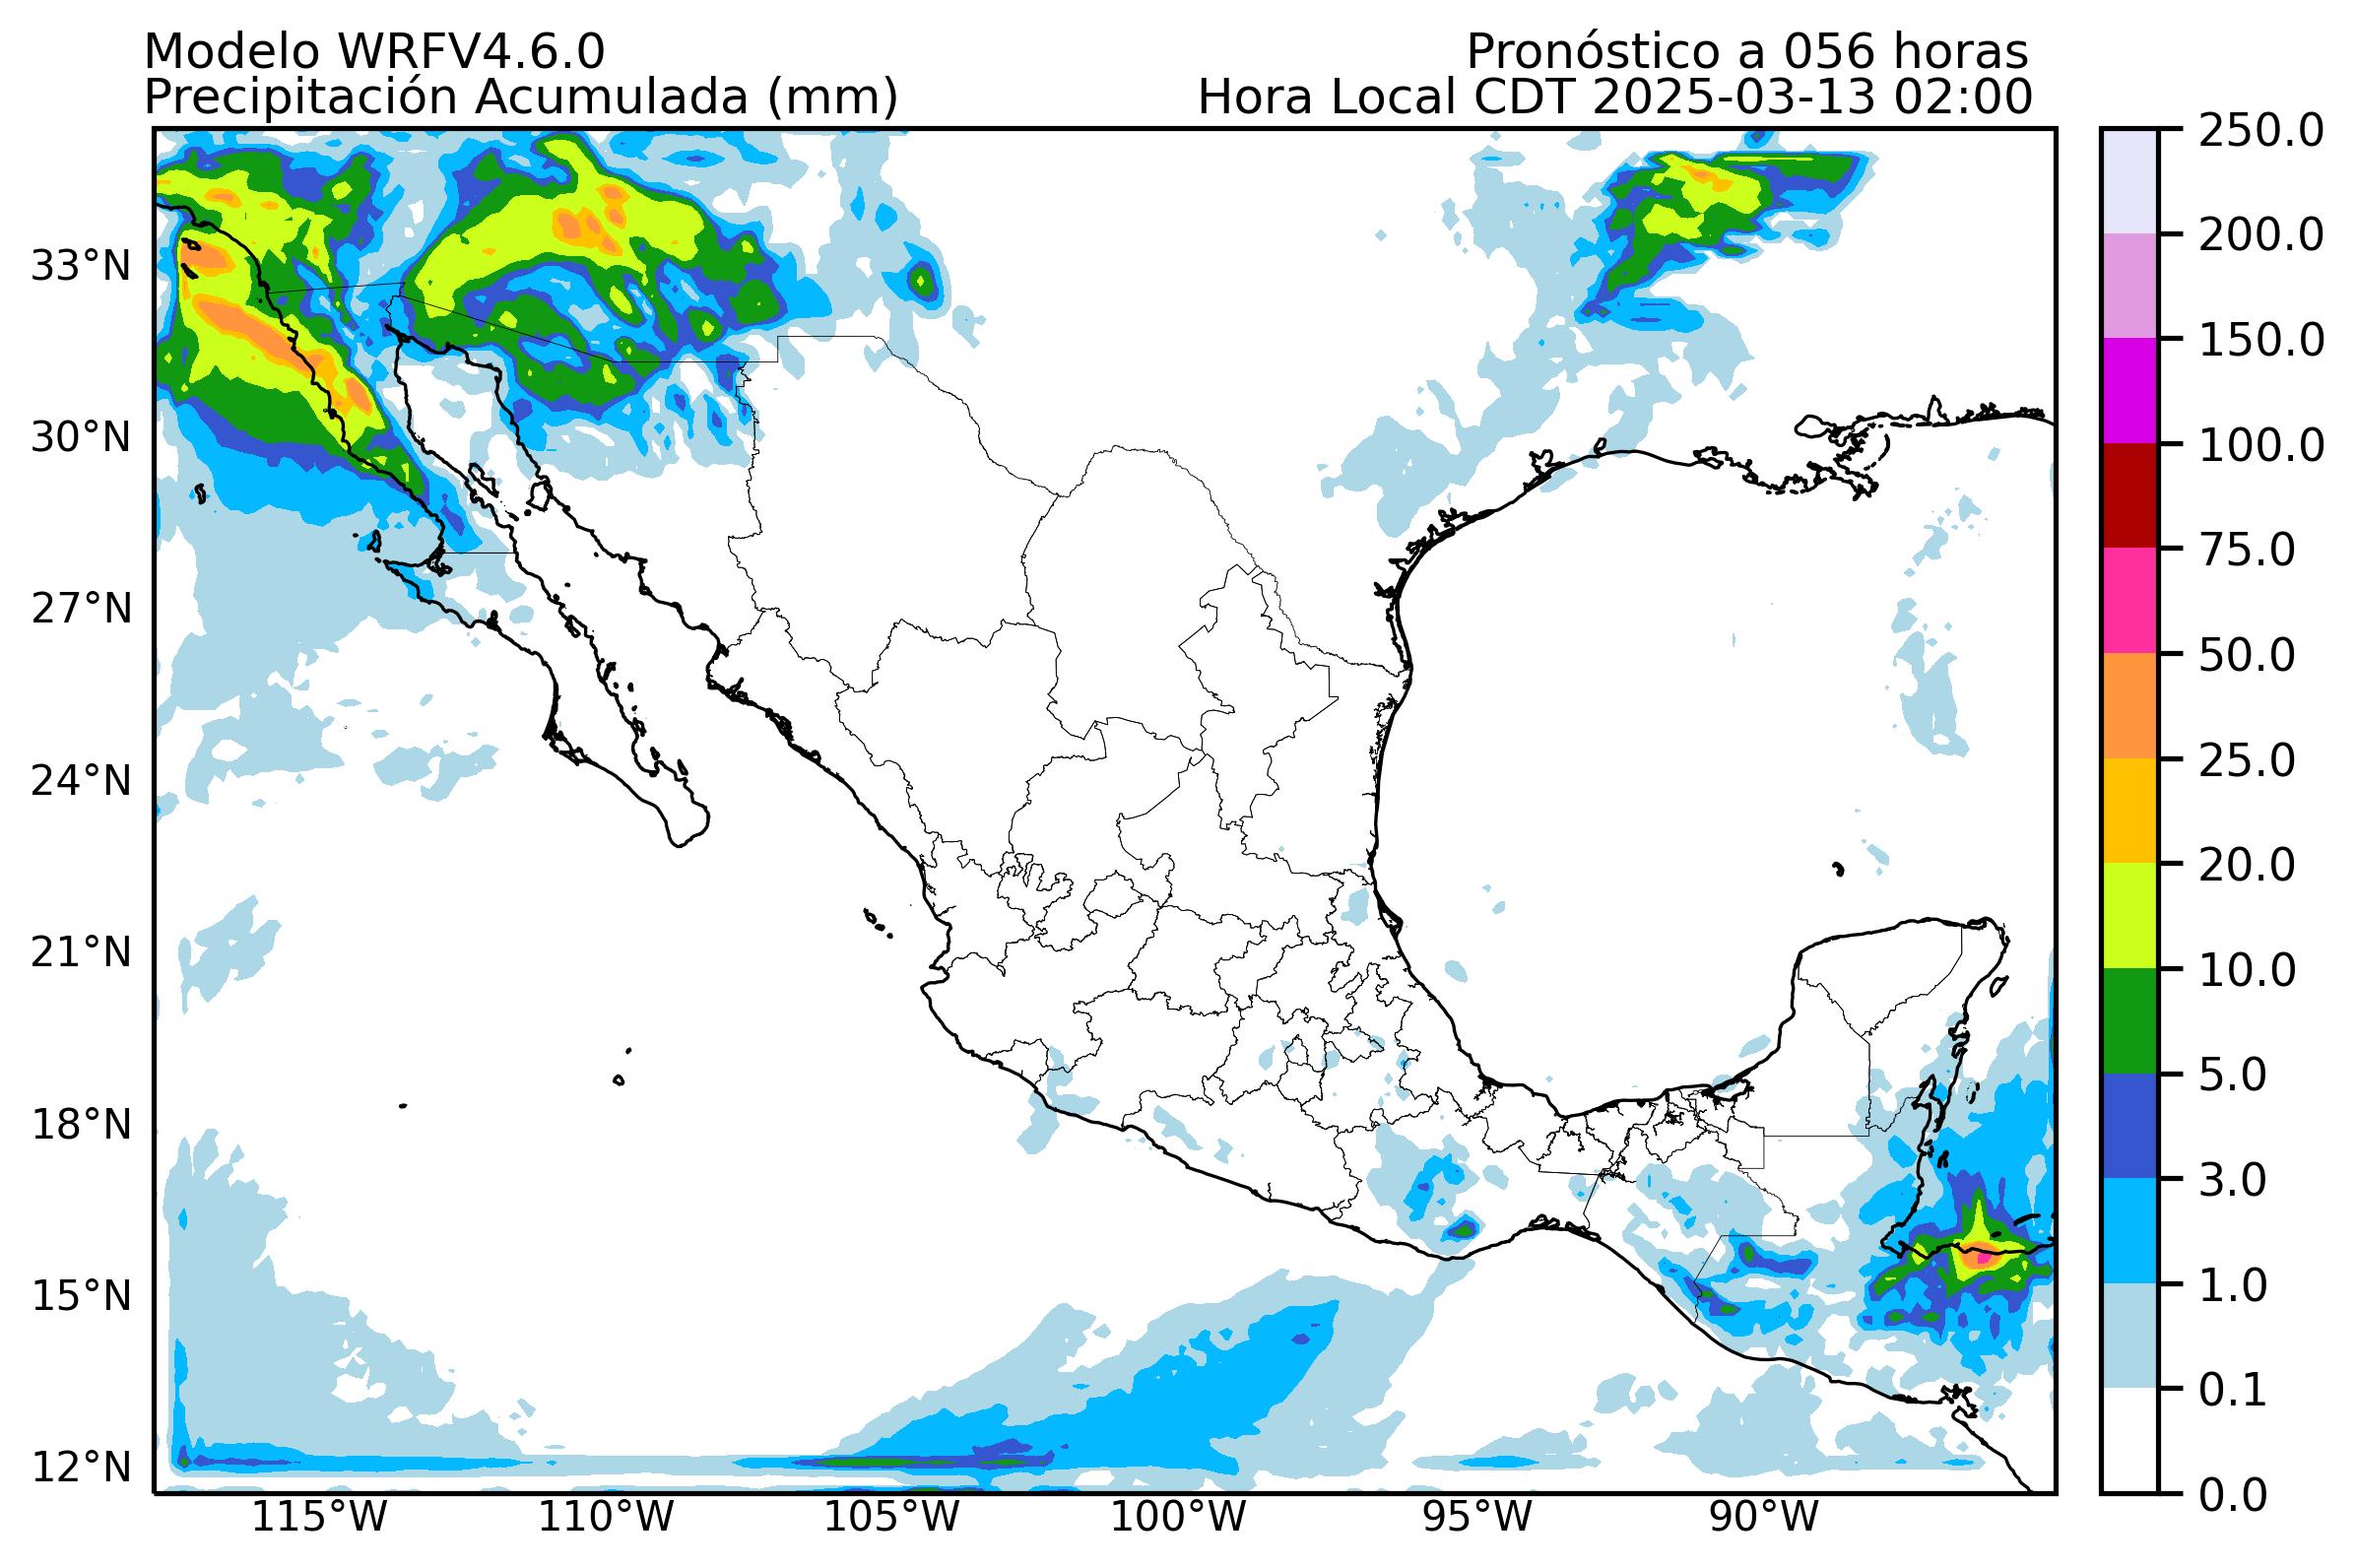 Modelo WRFV4.6.0
Pronóstico a 056 horas
Precipitación Acumulada (mm)
Hora Local CDT 2025-03-13 02:00
33°N
30°N
27°N
24°N
21°N
18°N
15°N
12°N
115°W
110°W
105°W
100°W
95°W
90°W
250.0
200.0
150.0
100.0
75.0
50.0
25.0
20.0
10.0
5.0
3.0
1.0
0.1
0.0